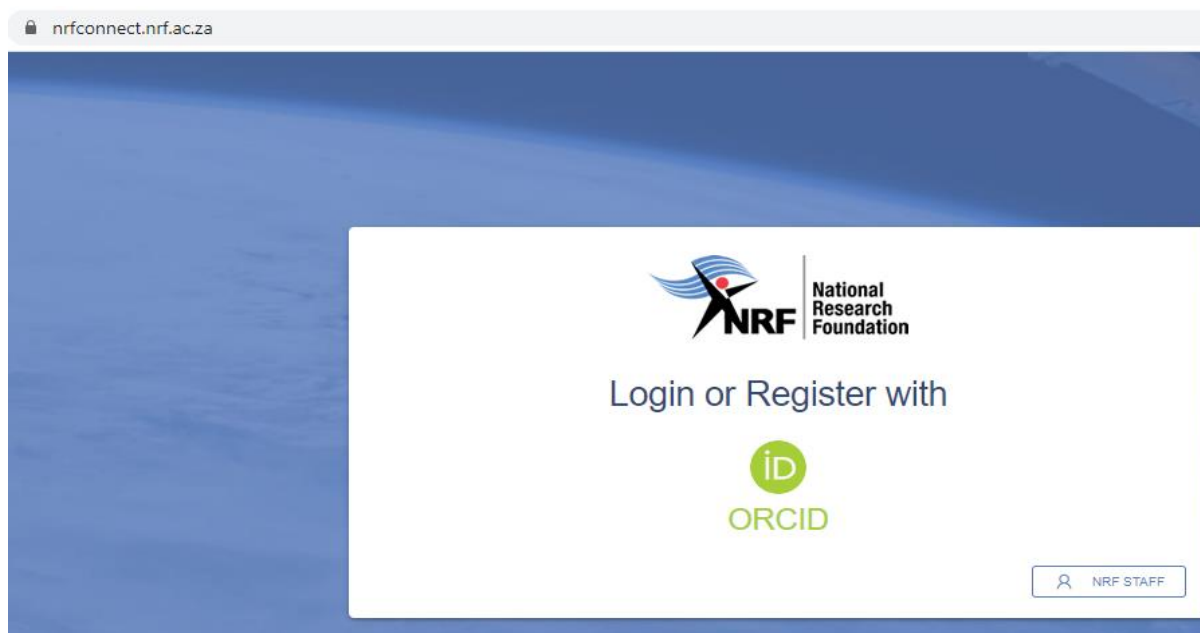 nrfconnect.nrf.ac.za
NRF
National
Research
Foundation
Login or Register with
iD
ORCID
NRF STAFF